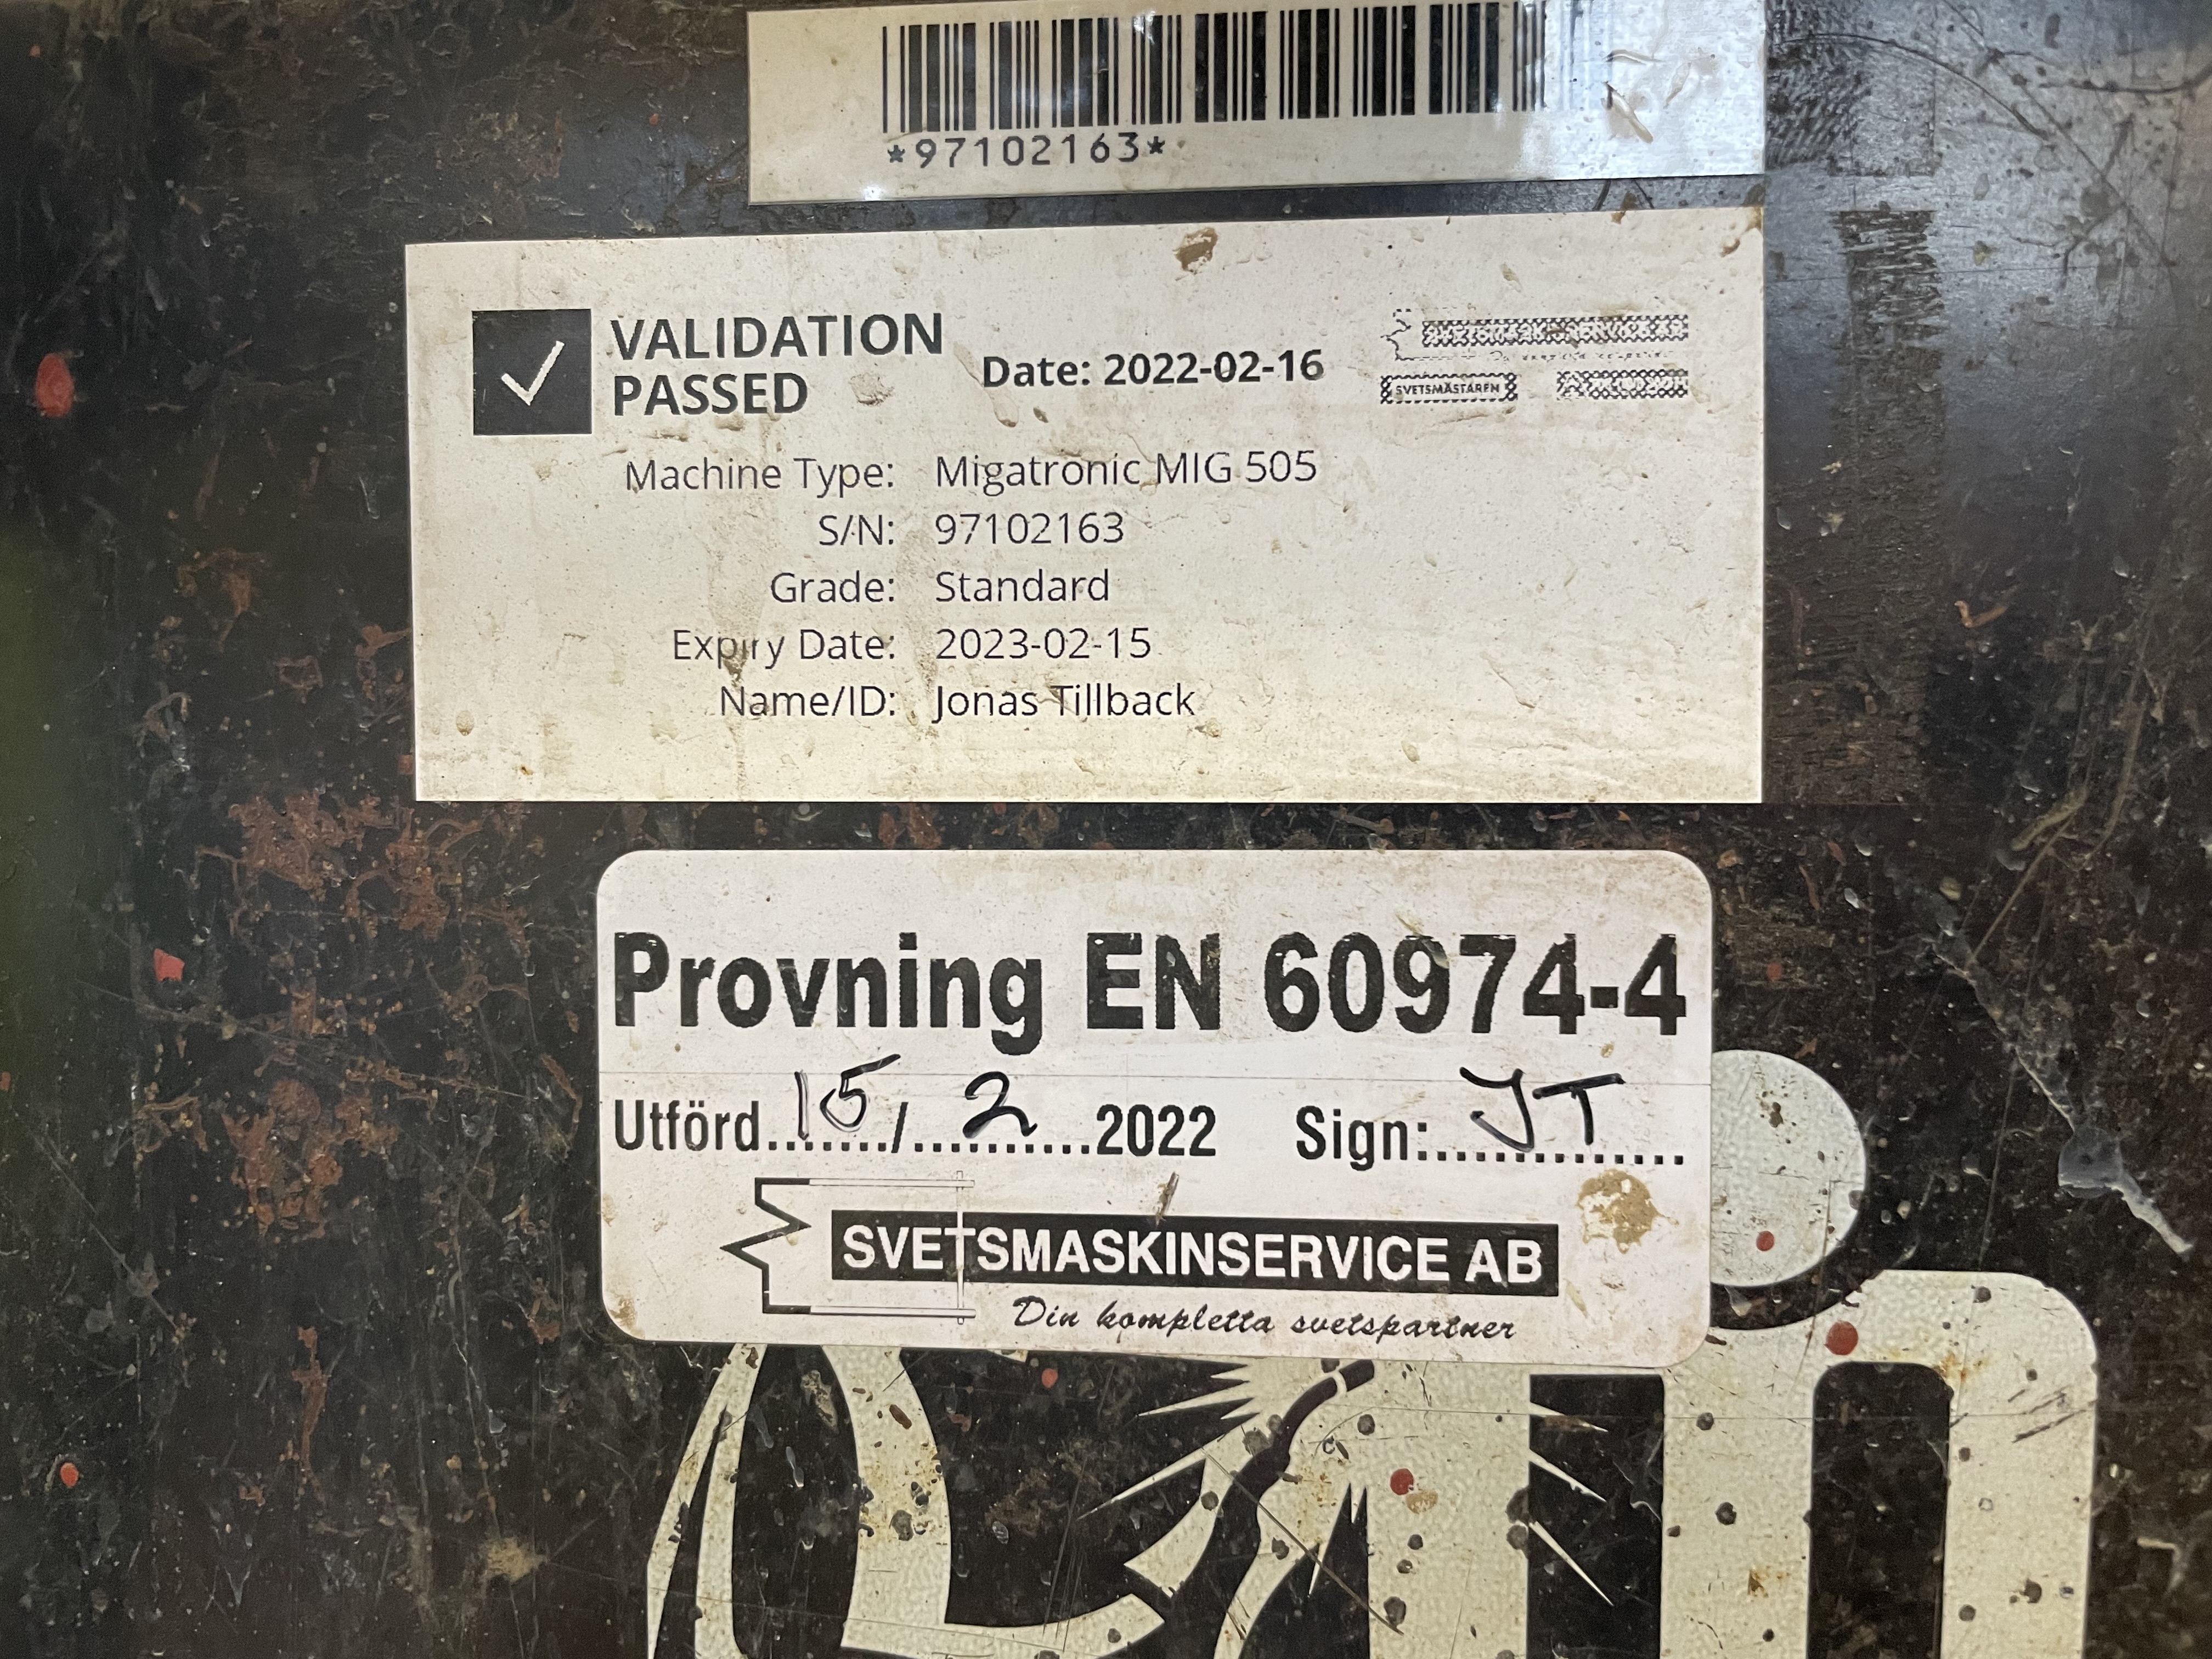 *97102163*
VALIDATION
PASSED
Date: 2022-02-16
SVETSMÄSTAREN
Machine Type: Migatronic MIG 505
S/N: 97102163
Grade: Standard
Expiry Date: 2023-02-15
Name/ID: Jonas Tillback
Provning EN 60974-4
Utförd......../...........2022 Sign:..............
15 2 JT
SVETSMASKINSERVICE AB
Din kompletta svetspartner